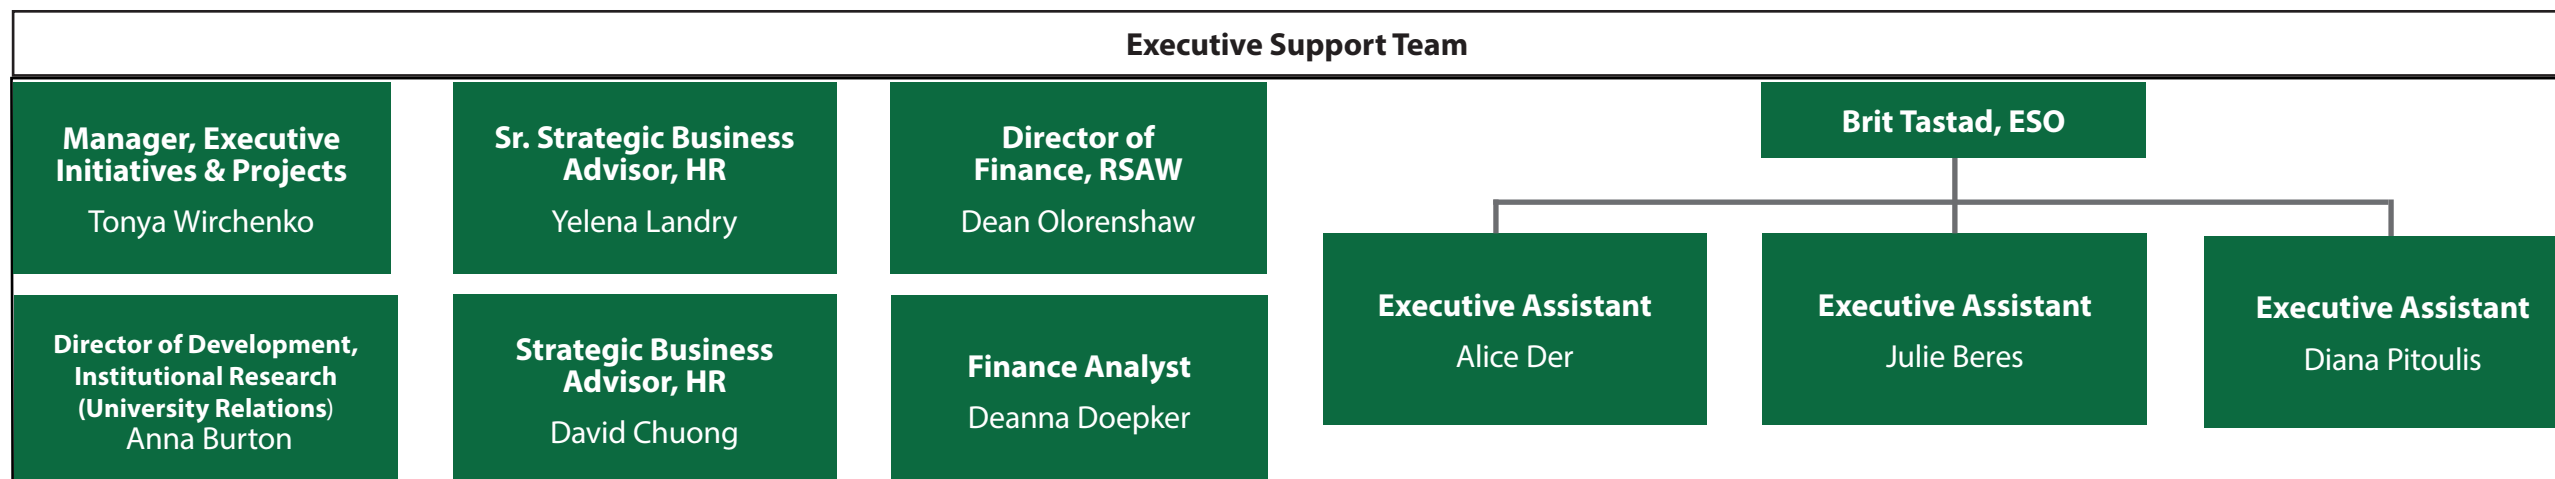 Executive Support Team
Manager, Executive
Initiatives & Projects
Tonya Wirchenko
Sr. Strategic Business
Advisor, HR
Yelena Landry
Director of
Finance, RSAW
Dean Olorenshaw
Brit Tastad, ESO
Director of Development,
Institutional Research
(University Relations)
Anna Burton
Strategic Business
Advisor, HR
David Chuong
Finance Analyst
Deanna Doepker
Executive Assistant
Alice Der
Executive Assistant
Julie Beres
Executive Assistant
Diana Pitoulis